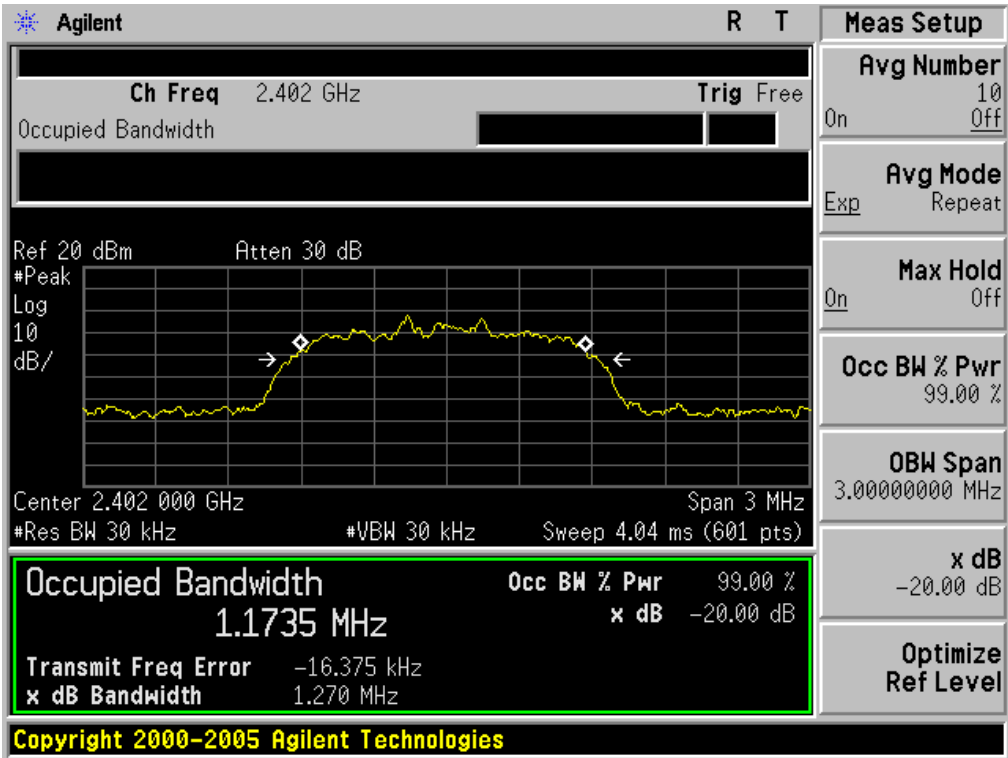 Agilent R T
Ch Freq 2.402 GHz Trig Free
Occupied Bandwidth
Ref 20 dBm Atten 30 dB
#Peak
Log
10
dB/
Center 2.402 000 GHz Span 3 MHz
#Res BW 30 kHz #VBW 30 kHz Sweep 4.04 ms (601 pts)
Occupied Bandwidth Occ BW % Pwr 99.00 %
1.1735 MHz x dB -20.00 dB
Transmit Freq Error -16.375 kHz
x dB Bandwidth 1.270 MHz
Copyright 2000-2005 Agilent Technologies
Meas Setup
Avg Number
10
On Off
Avg Mode
Exp Repeat
Max Hold
On Off
Occ BW % Pwr
99.00 %
OBW Span
3.00000000 MHz
x dB
-20.00 dB
Optimize
Ref Level